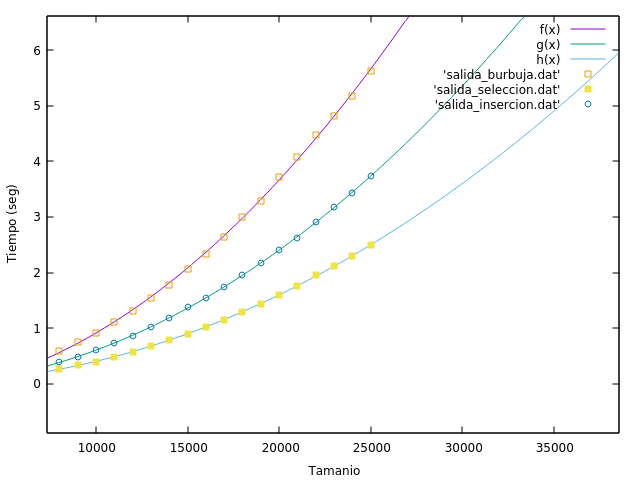 f(x)
g(x)
h(x)
'salida_burbuja.dat'
'salida_seleccion.dat'
'salida_insercion.dat'
6
5
4
3
2
1
0
Tiempo (seg)
10000 15000 20000 25000 30000 35000
Tamanio